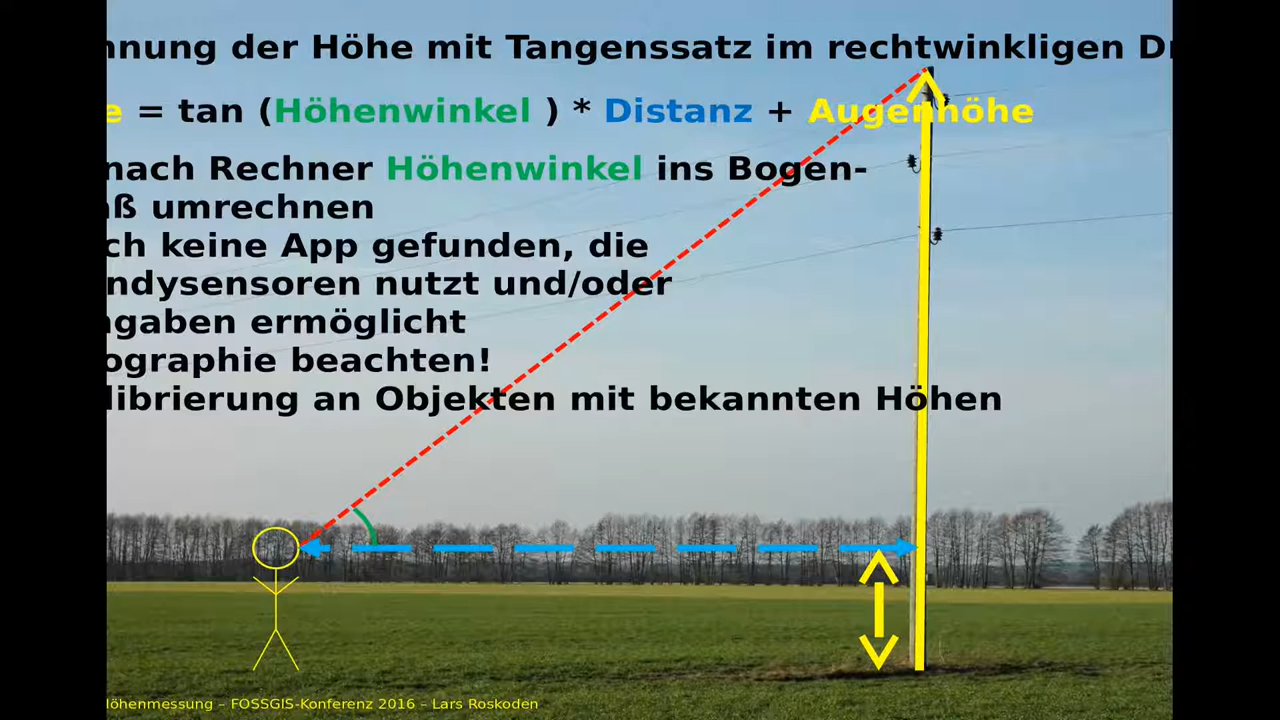 nnung der Höhe mit Tangenssatz im rechtwinkligen Dr
e = tan (Höhenwinkel ) * Distanz + Augenhöhe
nach Rechner Höhenwinkel ins Bogen-
aß umrechnen
ch keine App gefunden, die
ndysensoren nutzt und/oder
ngaben ermöglicht
ographie beachten!
librierung an Objekten mit bekannten Höhen
Höhenmessung – FOSSGIS-Konferenz 2016 – Lars Roskoden